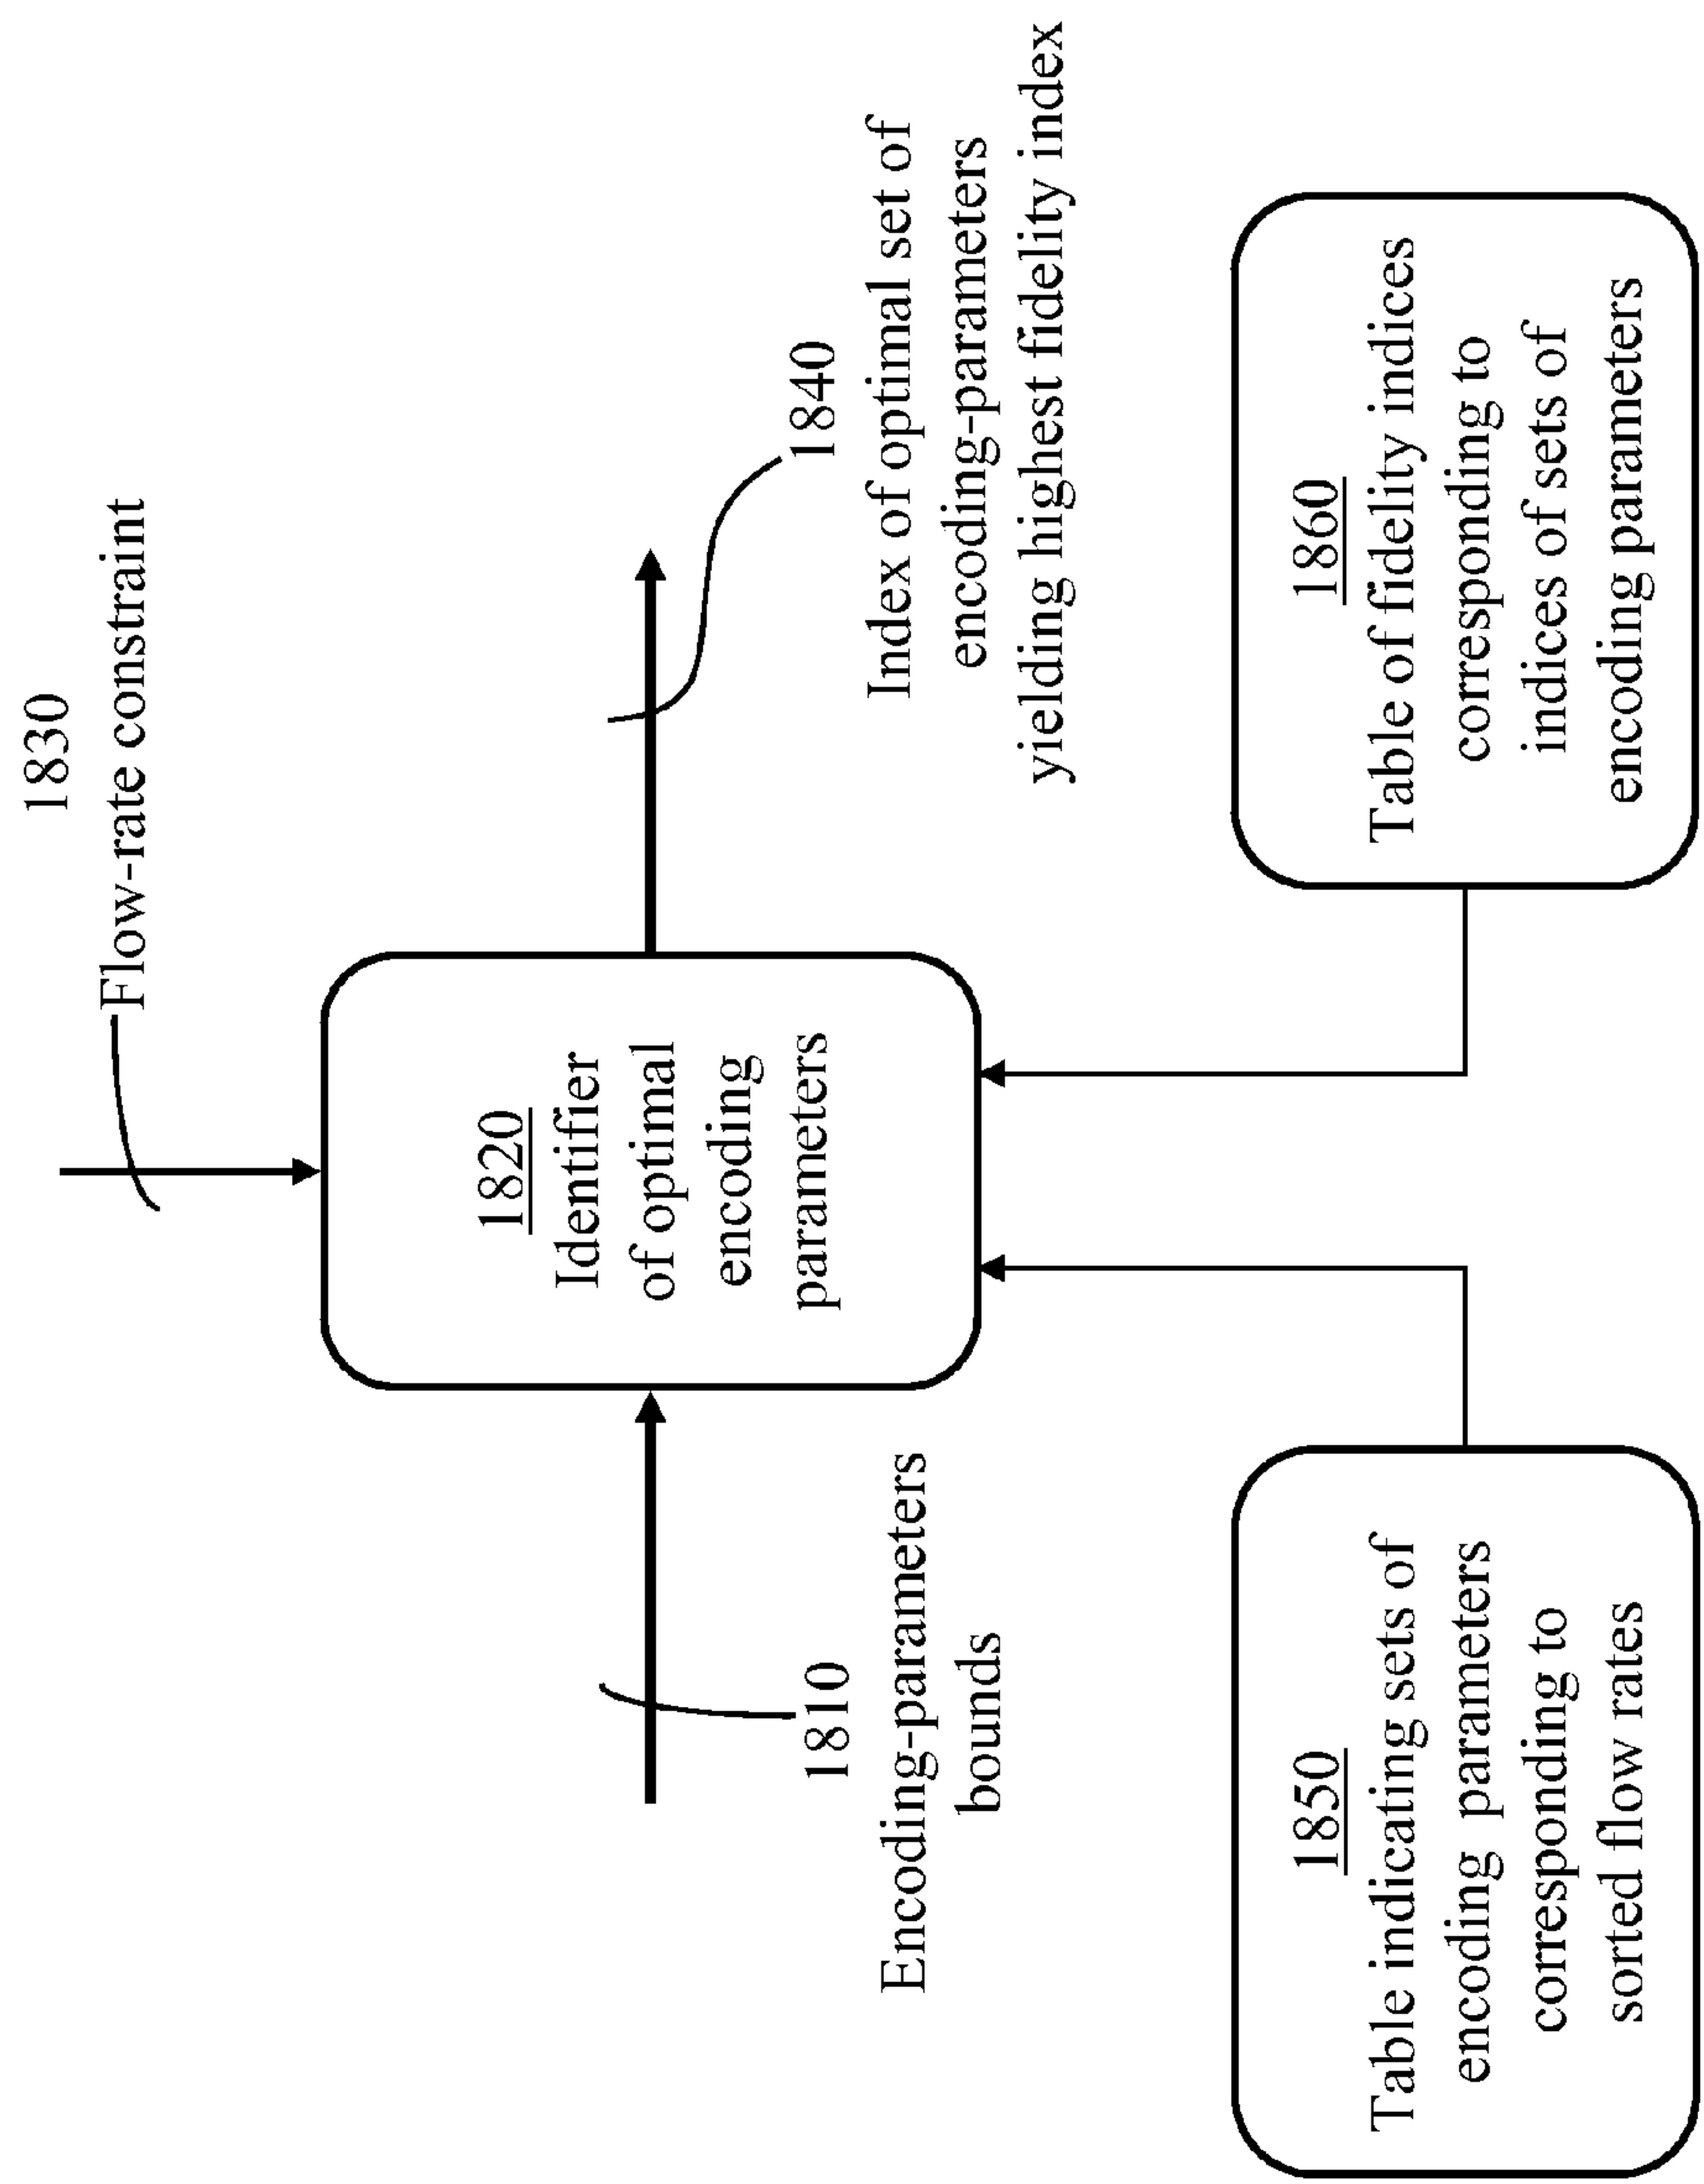 1830
Flow-rate constraint
1820
Identifier
of optimal
encoding
parameters
1810
Encoding-parameters
bounds
1840
Index of optimal set of
encoding-parameters
yielding highest fidelity index
1850
Table indicating sets of
encoding parameters
corresponding to
sorted flow rates
1860
Table of fidelity indices
corresponding to
indices of sets of
encoding parameters